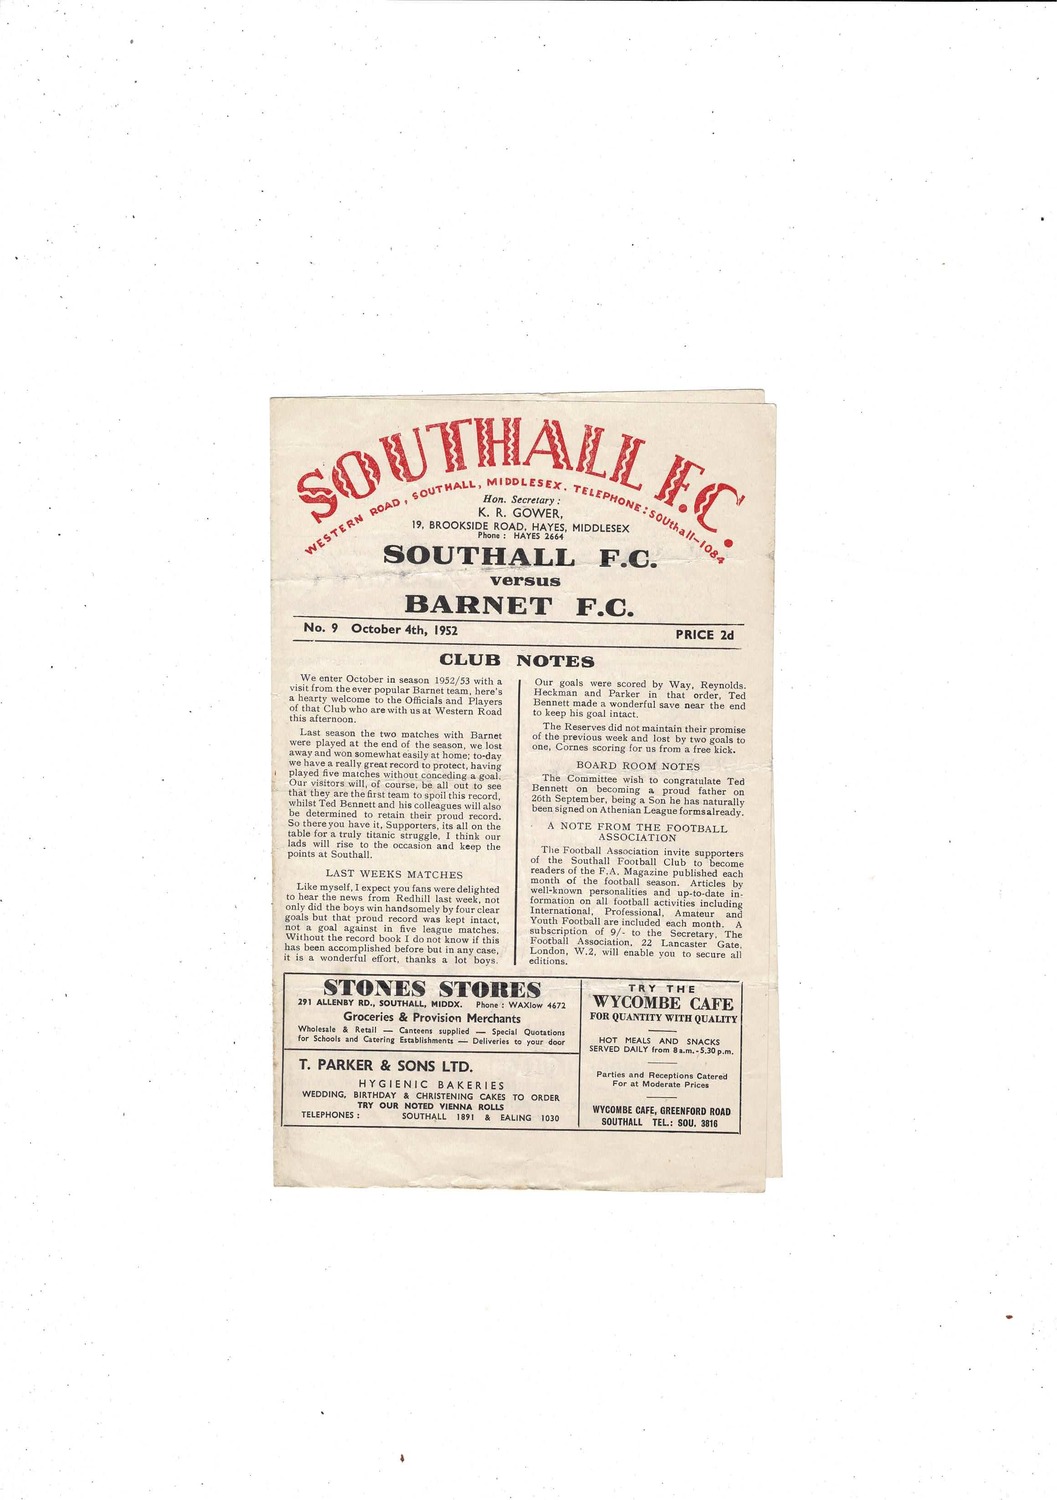 SOUTHALL F.C.
WESTERN ROAD, SOUTHALL, MIDDLESEX. TELEPHONE: SOUthall-1084
Hon. Secretary :
K. R. GOWER,
19, BROOKSIDE ROAD, HAYES, MIDDLESEX
Phone : HAYES 2664
SOUTHALL F.C.
versus
BARNET F.C.
No. 9 October 4th, 1952 PRICE 2d
CLUB NOTES
We enter October in season 1952/53 with a
visit from the ever popular Barnet team, here's
a hearty welcome to the Officials and Players
of that Club who are with us at Western Road
this afternoon.
Last season the two matches with Barnet
were played at the end of the season, we lost
away and won somewhat easily at home; to-day
we have a really great record to protect, having
played five matches without conceding a goal.
Our visitors will, of course, be all out to see
that they are the first team to spoil this record,
whilst Ted Bennett and his colleagues will also
be determined to retain their proud record.
So there you have it, Supporters, its all on the
table for a truly titanic struggle, I think our
lads will rise to the occasion and keep the
points at Southall.
LAST WEEKS MATCHES
Like myself, I expect you fans were delighted
to hear the news from Redhill last week, not
only did the boys win handsomely by four clear
goals but that proud record was kept intact,
not a goal against in five league matches.
Without the record book I do not know if this
has been accomplished before but in any case,
it is a wonderful effort, thanks a lot boys.
Our goals were scored by Way, Reynolds.
Heckman and Parker in that order, Ted
Bennett made a wonderful save near the end
to keep his goal intact.
The Reserves did not maintain their promise
of the previous week and lost by two goals to
one, Cornes scoring for us from a free kick.
BOARD ROOM NOTES
The Committee wish to congratulate Ted
Bennett on becoming a proud father on
26th September, being a Son he has naturally
been signed on Athenian League forms already.
A NOTE FROM THE FOOTBALL
ASSOCIATION
The Football Association invite supporters
of the Southall Football Club to become
readers of the F.A. Magazine published each
month of the football season. Articles by
well-known personalities and up-to-date in-
formation on all football activities including
International, Professional, Amateur and
Youth Football are included each month. A
subscription of 9/- to the Secretary, The
Football Association, 22 Lancaster Gate,
London, W.2, will enable you to secure all
editions.
STONES STORES
291 ALLENBY RD., SOUTHALL, MIDDX. Phone : WAXlow 4672
Groceries & Provision Merchants
Wholesale & Retail — Canteens supplied — Special Quotations
for Schools and Catering Establishments — Deliveries to your door
T. PARKER & SONS LTD.
HYGIENIC BAKERIES
WEDDING, BIRTHDAY & CHRISTENING CAKES TO ORDER
TRY OUR NOTED VIENNA ROLLS
TELEPHONES : SOUTHALL 1891 & EALING 1030
TRY THE
WYCOMBE CAFE
FOR QUANTITY WITH QUALITY
HOT MEALS AND SNACKS
SERVED DAILY from 8 a.m. - 5.30 p.m.
Parties and Receptions Catered
For at Moderate Prices
WYCOMBE CAFE, GREENFORD ROAD
SOUTHALL TEL.: SOU. 3816